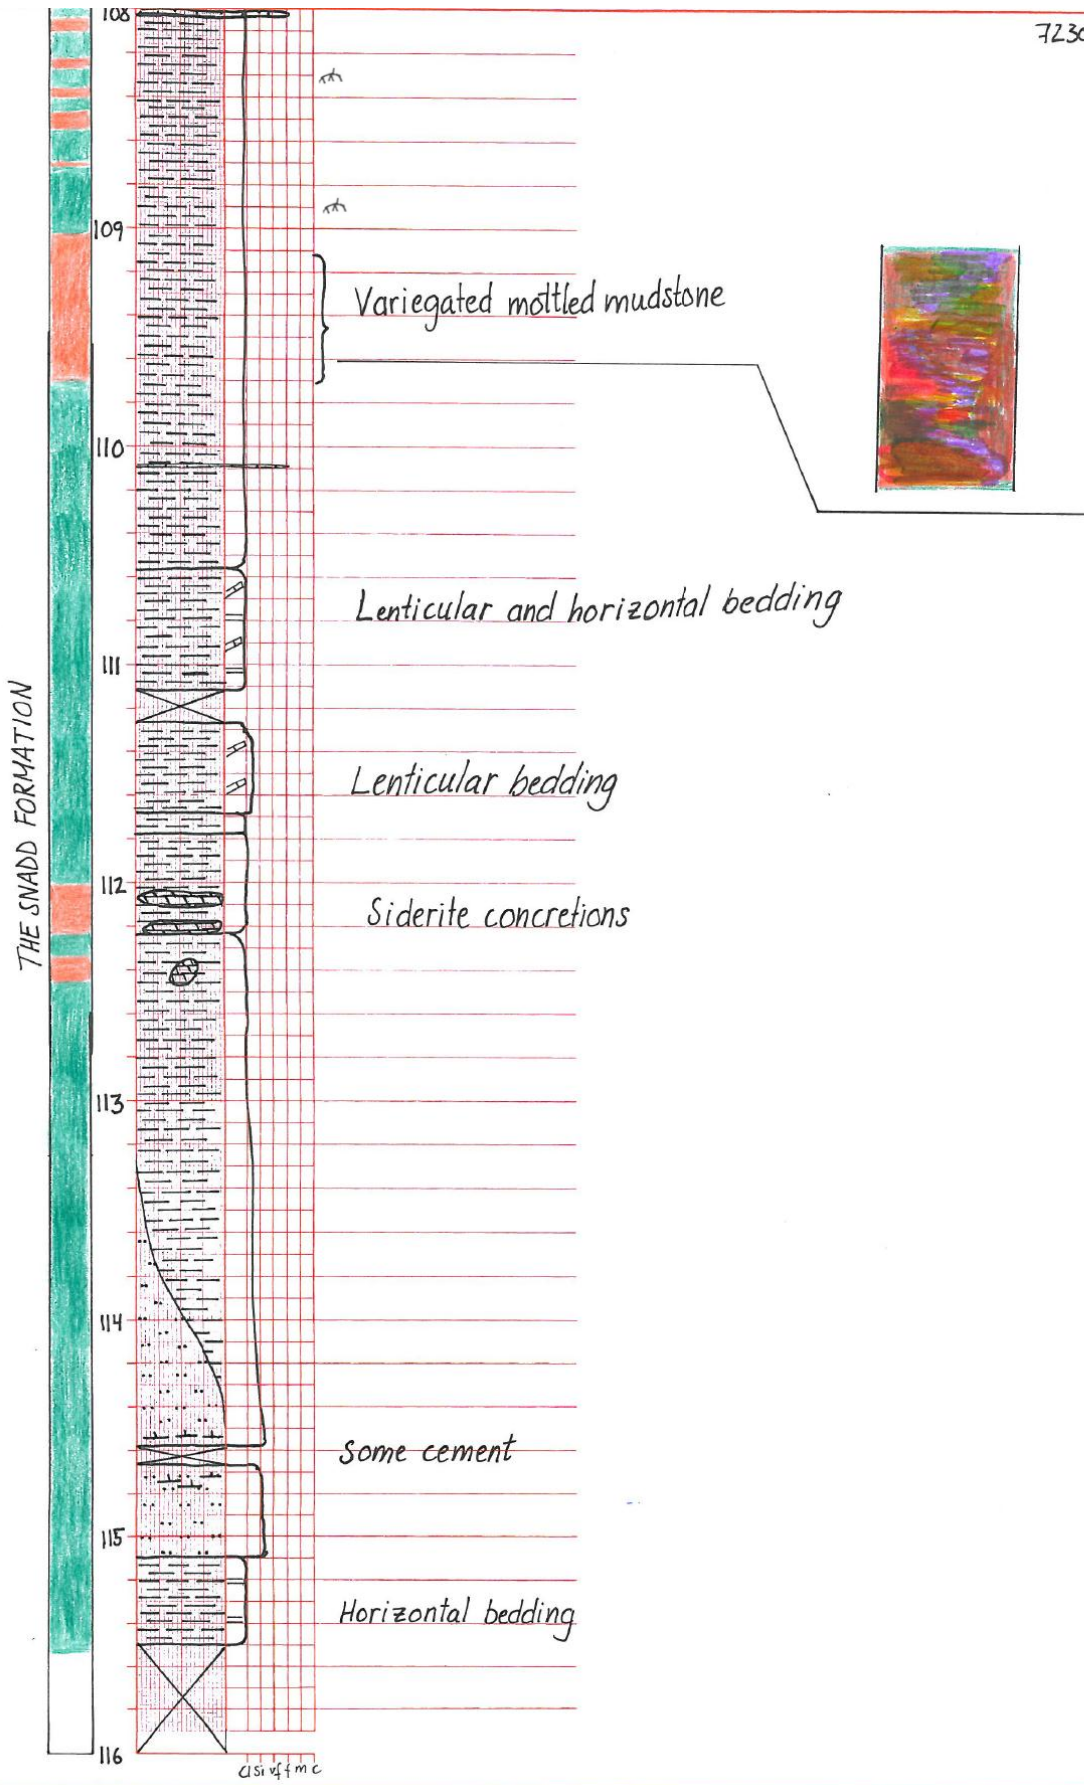 108
7230
109
Variegated mottled mudstone
110
Lenticular and horizontal bedding
111
THE SNADD FORMATION
Lenticular bedding
112
Siderite concretions
113
114
Some cement
115
Horizontal bedding
116
cl si vf f m c